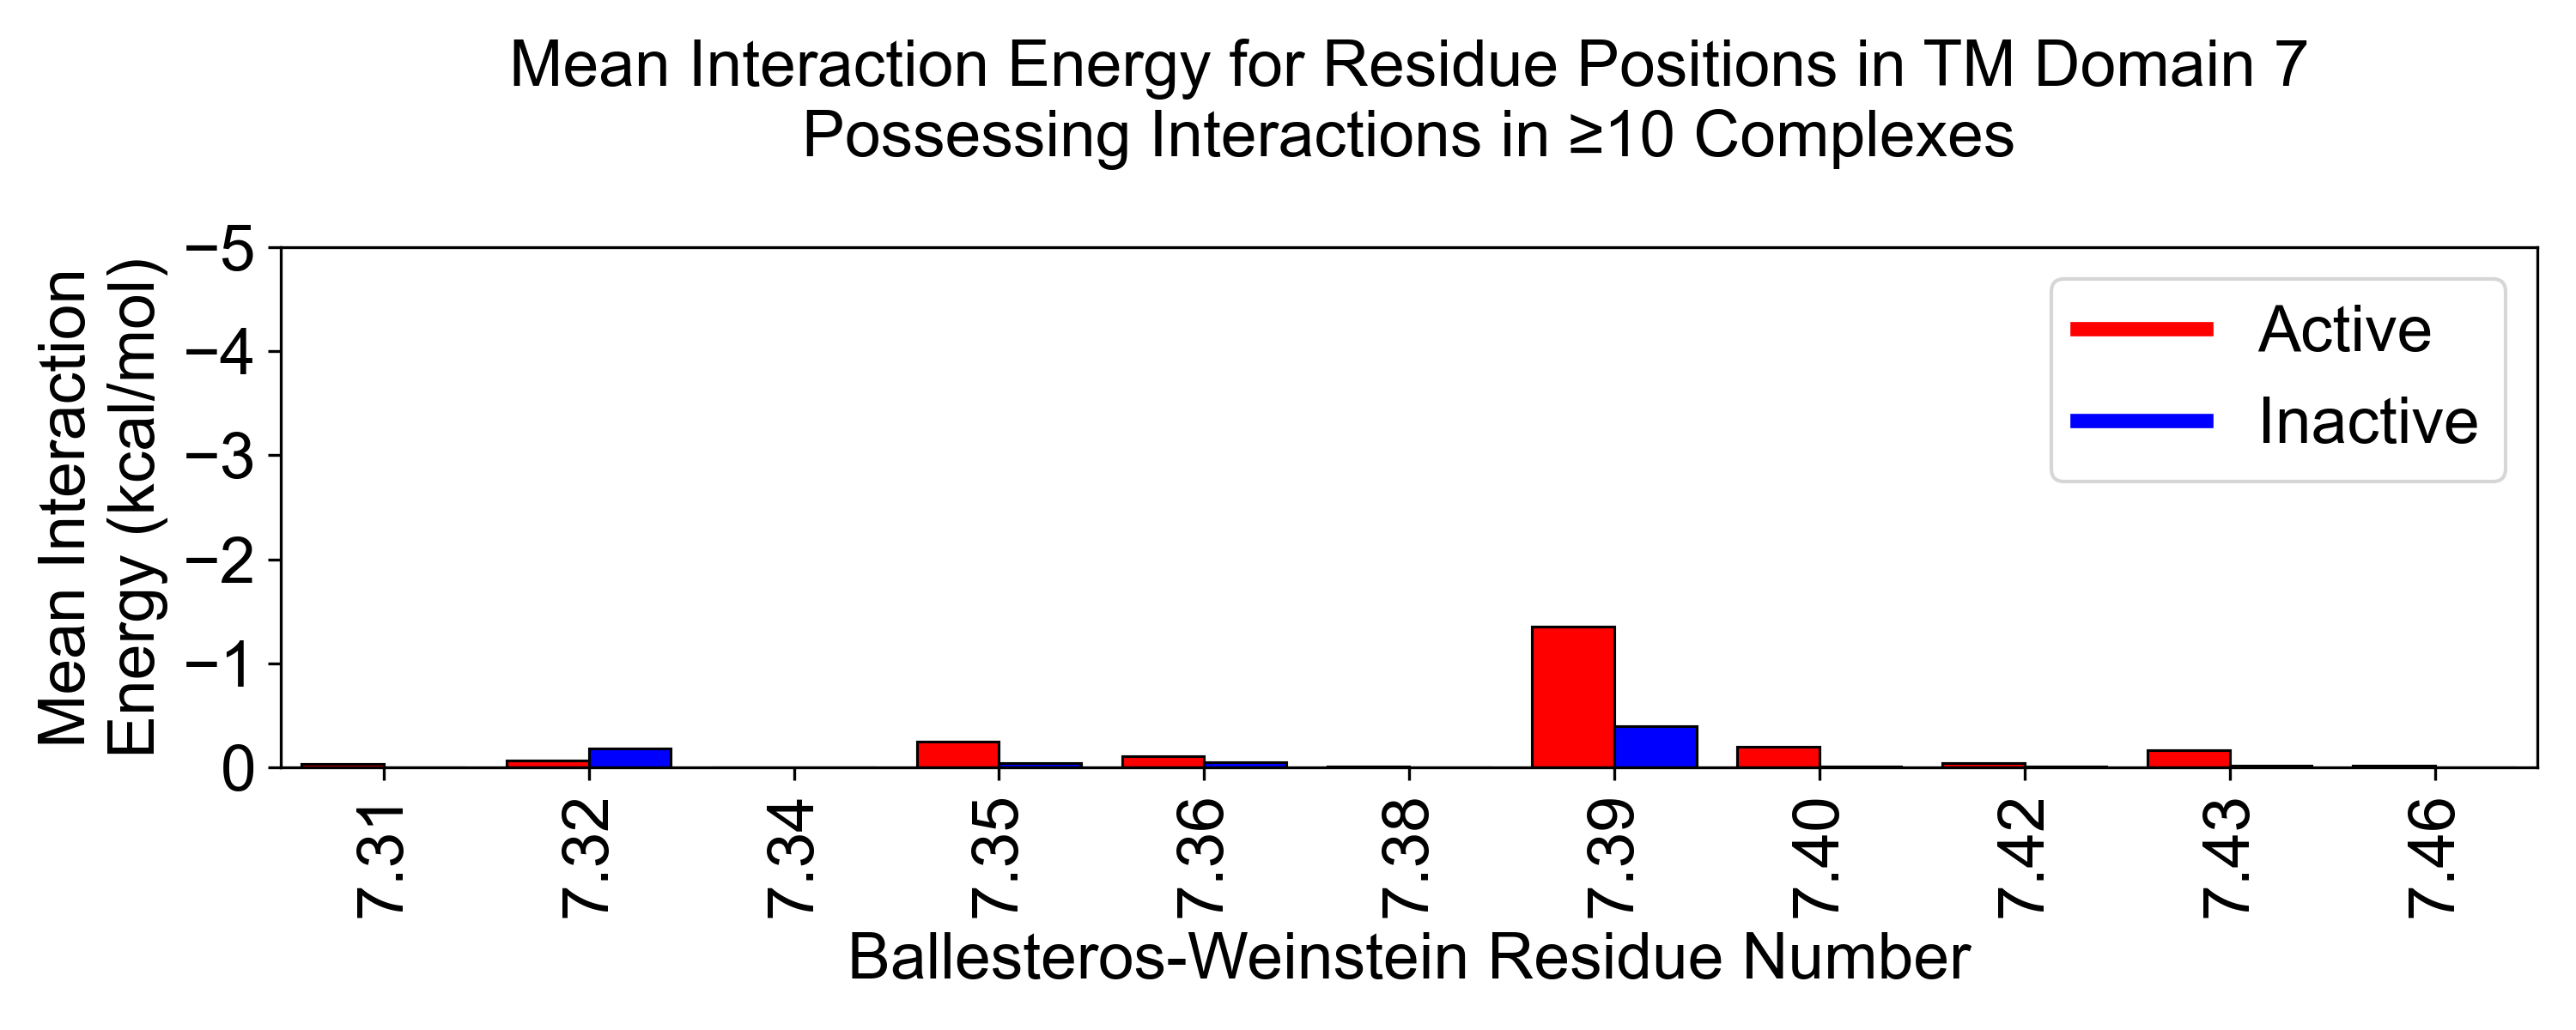 Mean Interaction Energy for Residue Positions in TM Domain 7
Possessing Interactions in ≥10 Complexes
Mean Interaction
Energy (kcal/mol)
−5
−4
−3
−2
−1
0
Active
Inactive
7.31
7.32
7.34
7.35
7.36
7.38
7.39
7.40
7.42
7.43
7.46
Ballesteros-Weinstein Residue Number